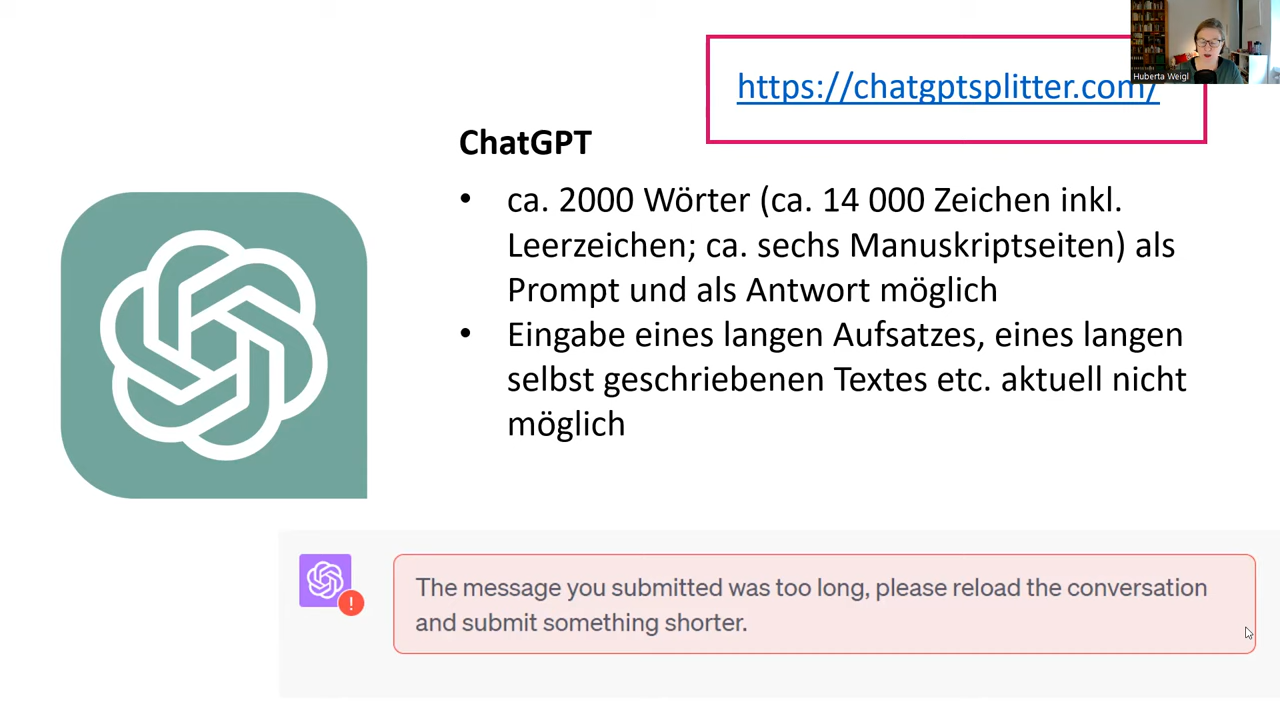 https://chatgptsplitter.com/
Huberta Weigl
ChatGPT
• ca. 2000 Wörter (ca. 14 000 Zeichen inkl.
Leerzeichen; ca. sechs Manuskriptseiten) als
Prompt und als Antwort möglich
• Eingabe eines langen Aufsatzes, eines langen
selbst geschriebenen Textes etc. aktuell nicht
möglich
!
The message you submitted was too long, please reload the conversation
and submit something shorter.